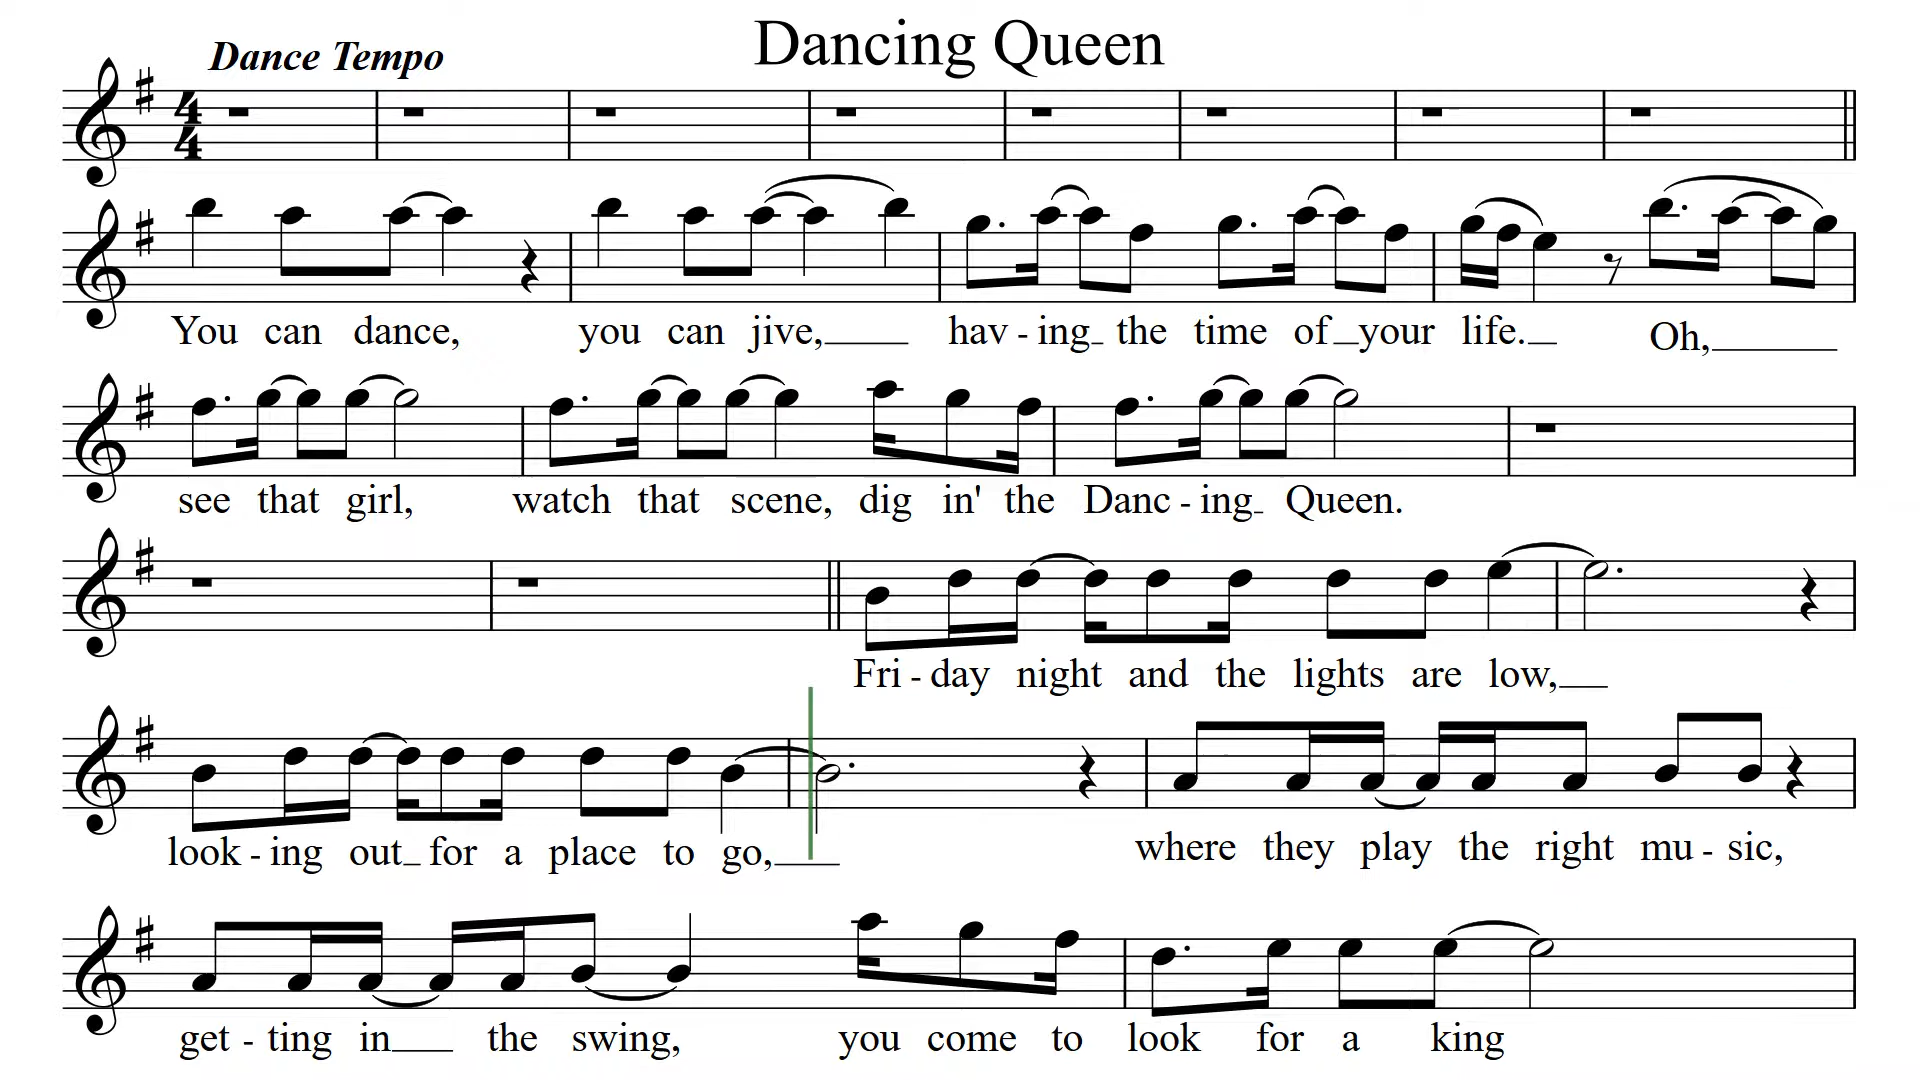 Dancing Queen
Dance Tempo
4
4
You can dance, you can jive, hav - ing the time of your life. Oh,
see that girl, watch that scene, dig in' the Danc - ing Queen.
Fri - day night and the lights are low,
look - ing out for a place to go, where they play the right mu - sic,
get - ting in the swing, you come to look for a king